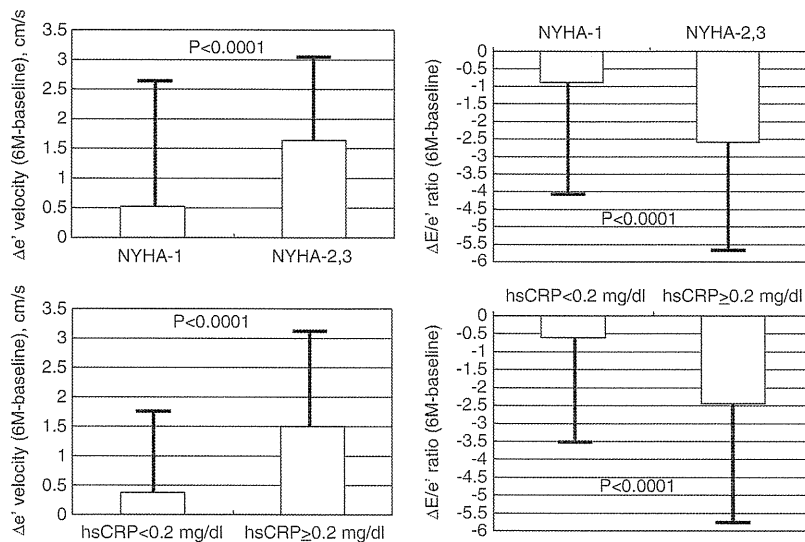 Δe' velocity (6M-baseline), cm/s
3.5
3
2.5
2
1.5
1
0.5
0
P<0.0001
NYHA-1
NYHA-2,3
ΔE/e' ratio (6M-baseline)
NYHA-1
NYHA-2,3
0
-0.5
-1
-1.5
-2
-2.5
-3
-3.5
-4
-4.5
-5
-5.5
-6
P<0.0001
Δe' velocity (6M-baseline), cm/s
3.5
3
2.5
2
1.5
1
0.5
0
P<0.0001
hsCRP<0.2 mg/dl
hsCRP≥0.2 mg/dl
ΔE/e' ratio (6M-baseline)
hsCRP<0.2 mg/dl
hsCRP≥0.2 mg/dl
0
-0.5
-1
-1.5
-2
-2.5
-3
-3.5
-4
-4.5
-5
-5.5
-6
P<0.0001